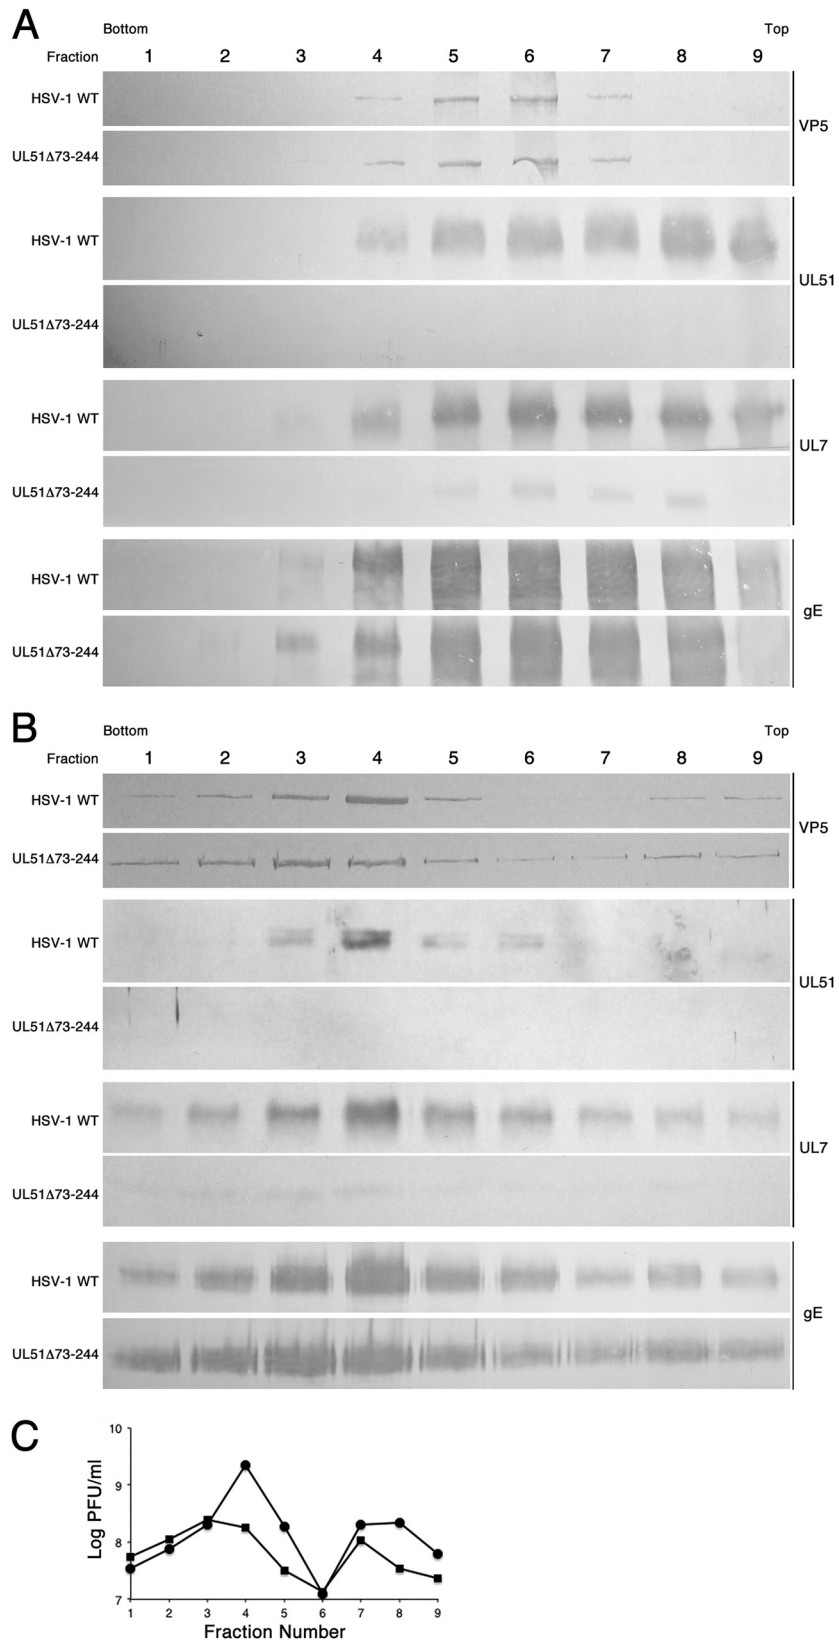 A
Bottom Top
Fraction 1 2 3 4 5 6 7 8 9
HSV-1 WT
VP5
UL51Δ73-244
HSV-1 WT
UL51
UL51Δ73-244
HSV-1 WT
UL7
UL51Δ73-244
HSV-1 WT
gE
UL51Δ73-244
B
Bottom Top
Fraction 1 2 3 4 5 6 7 8 9
HSV-1 WT
VP5
UL51Δ73-244
HSV-1 WT
UL51
UL51Δ73-244
HSV-1 WT
UL7
UL51Δ73-244
HSV-1 WT
gE
UL51Δ73-244
C
10
9
8
7
Log PFU/ml
1 2 3 4 5 6 7 8 9
Fraction Number